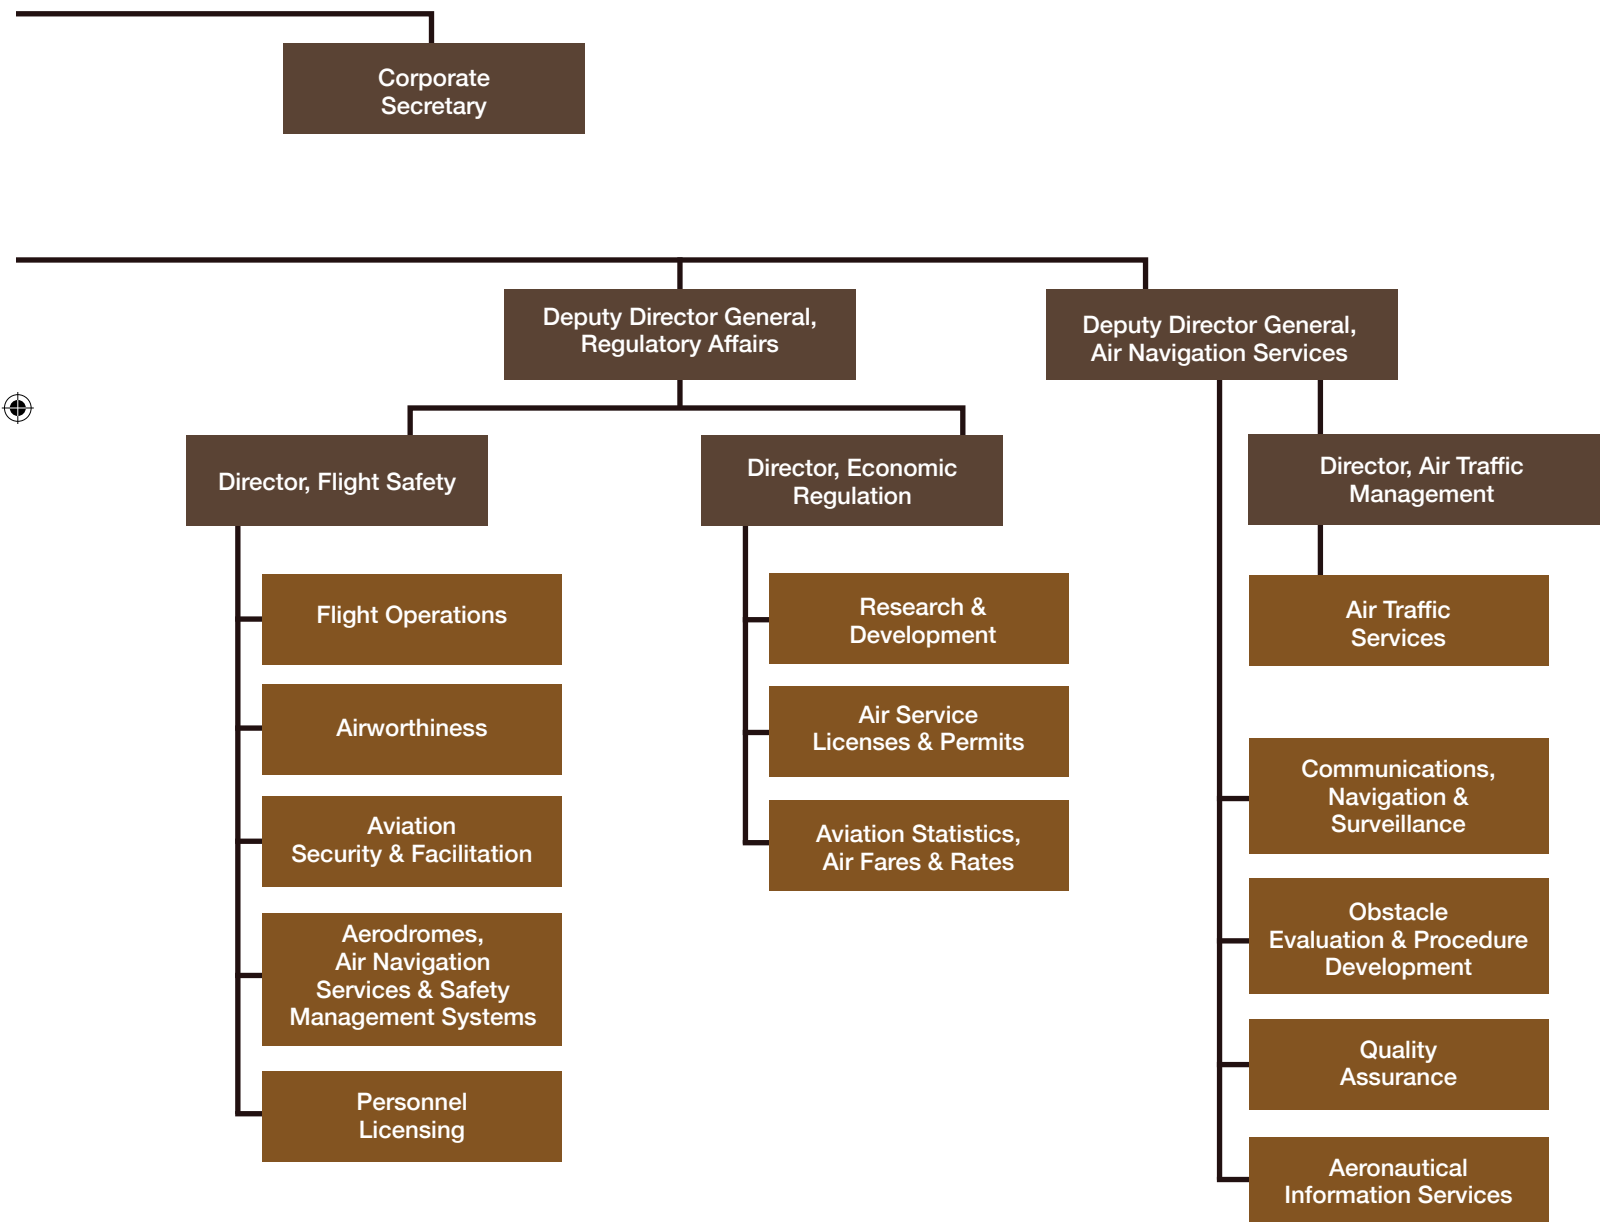 Corporate
Secretary
Deputy Director General,
Regulatory Affairs
Deputy Director General,
Air Navigation Services
Director, Flight Safety
Director, Economic
Regulation
Director, Air Traffic
Management
Flight Operations
Airworthiness
Aviation
Security & Facilitation
Aerodromes,
Air Navigation
Services & Safety
Management Systems
Personnel
Licensing
Research &
Development
Air Service
Licenses & Permits
Aviation Statistics,
Air Fares & Rates
Air Traffic
Services
Communications,
Navigation &
Surveillance
Obstacle
Evaluation & Procedure
Development
Quality
Assurance
Aeronautical
Information Services